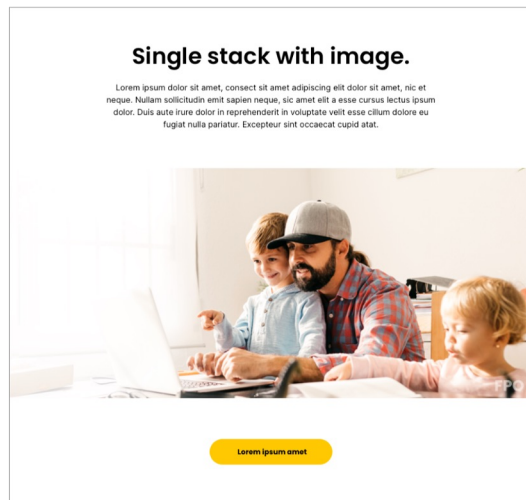 Single stack with image.
Lorem ipsum dolor sit amet, consect sit amet adipiscing elit dolor sit amet, nic et
neque. Nullam sollicitudin emit sapien neque, sic amet elit a esse cursus lectus ipsum
dolor. Duis aute irure dolor in reprehenderit in voluptate velit esse cillum dolore eu
fugiat nulla pariatur. Excepteur sint occaecat cupid atat.
FPO
Lorem ipsum amet